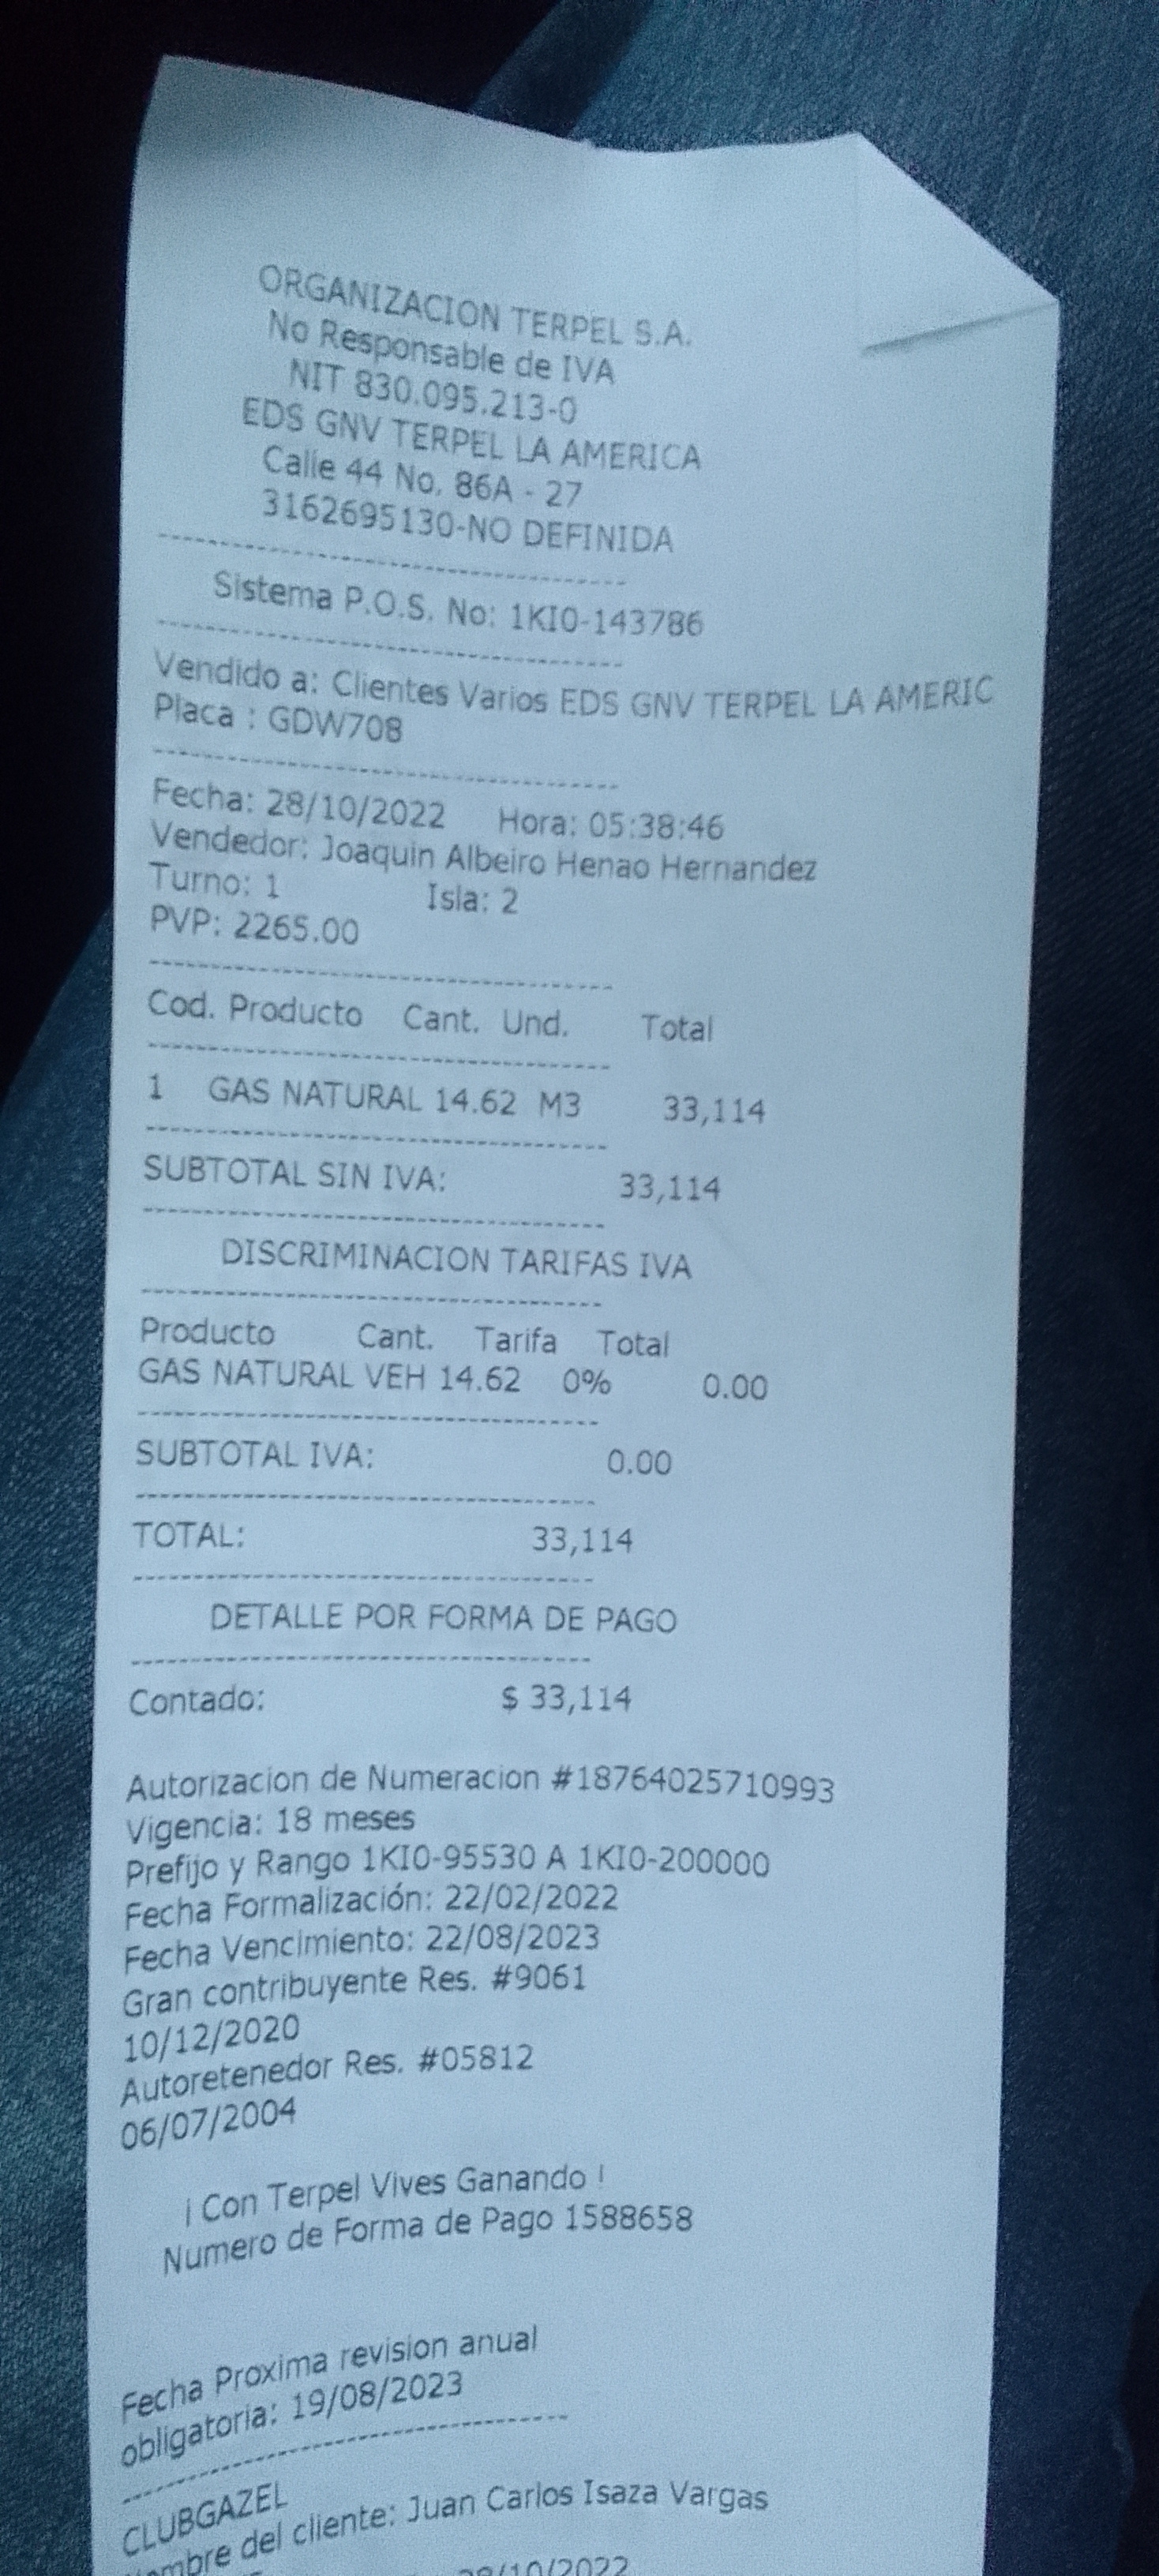 ORGANIZACION TERPEL S.A.
No Responsable de IVA
NIT 830.095.213-0
EDS GNV TERPEL LA AMERICA
Calle 44 No. 86A - 27
3162695130-NO DEFINIDA
Sistema P.O.S. No: 1KI0-143786
Vendido a: Clientes Varios EDS GNV TERPEL LA AMERIC
Placa : GDW708
Fecha: 28/10/2022 Hora: 05:38:46
Vendedor: Joaquin Albeiro Henao Hernandez
Turno: 1 Isla: 2
PVP: 2265.00
Cod. Producto Cant. Und. Total
1 GAS NATURAL 14.62 M3 33,114
SUBTOTAL SIN IVA: 33,114
DISCRIMINACION TARIFAS IVA
Producto Cant. Tarifa Total
GAS NATURAL VEH 14.62 0% 0.00
SUBTOTAL IVA: 0.00
TOTAL: 33,114
DETALLE POR FORMA DE PAGO
Contado: $ 33,114
Autorizacion de Numeracion #18764025710993
Vigencia: 18 meses
Prefijo y Rango 1KI0-95530 A 1KI0-200000
Fecha Formalización: 22/02/2022
Fecha Vencimiento: 22/08/2023
Gran contribuyente Res. #9061
10/12/2020
Autoretenedor Res. #05812
06/07/2004
¡ Con Terpel Vives Ganando !
Numero de Forma de Pago 1588658
Fecha Proxima revision anual
obligatoria: 19/08/2023
CLUBGAZEL
del cliente: Juan Carlos Isaza Vargas